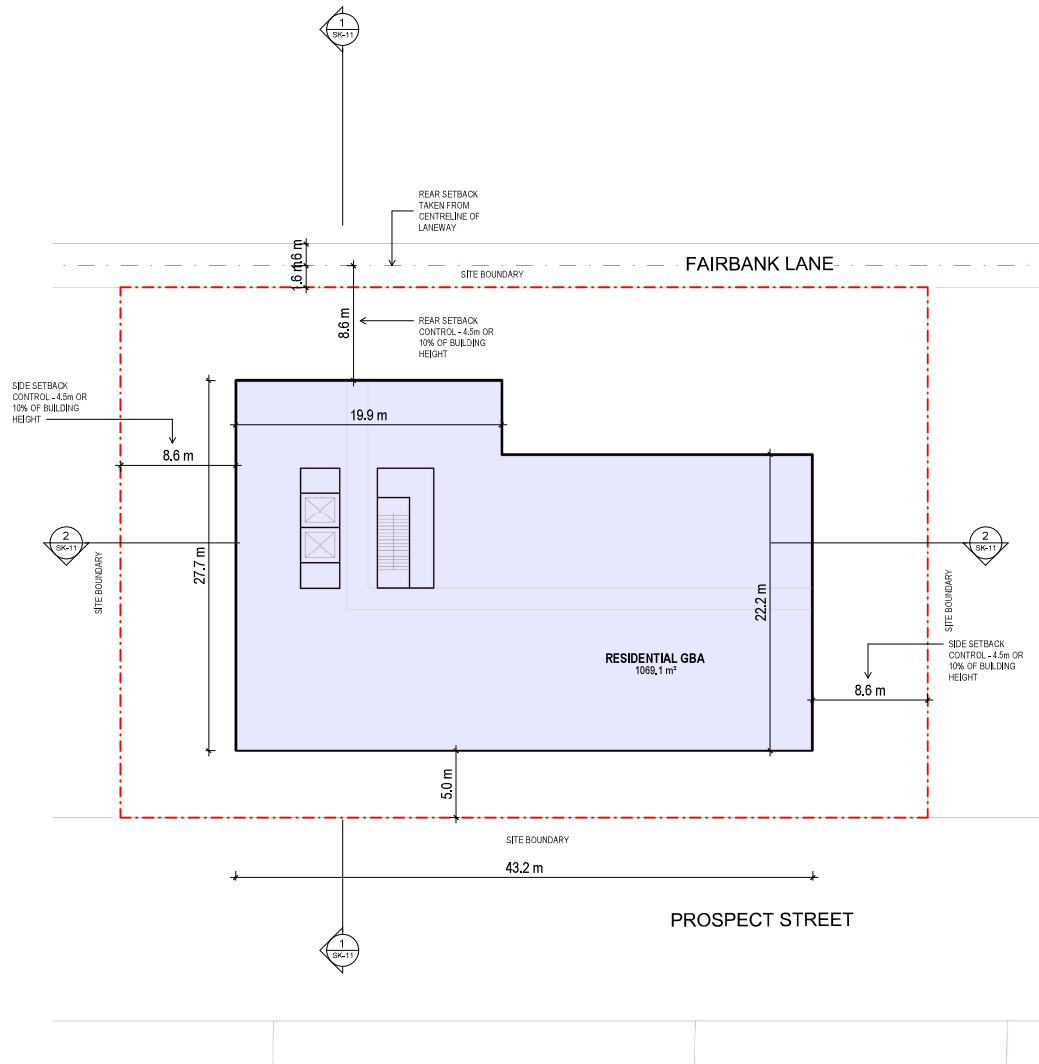 1
SK-11
REAR SETBACK
TAKEN FROM
CENTRELINE OF
LANEWAY
1.6 m
1.6 m
SITE BOUNDARY
FAIRBANK LANE
8.6 m
REAR SETBACK
CONTROL - 4.5m OR
10% OF BUILDING
HEIGHT
SIDE SETBACK
CONTROL - 4.5m OR
10% OF BUILDING
HEIGHT
8.6 m
19.9 m
2
SK-11
2
SK-11
SITE BOUNDARY
27.7 m
22.2 m
SITE BOUNDARY
RESIDENTIAL GBA
1069.1 m²
SIDE SETBACK
CONTROL - 4.5m OR
10% OF BUILDING
HEIGHT
8.6 m
5.0 m
SITE BOUNDARY
43.2 m
PROSPECT STREET
1
SK-11